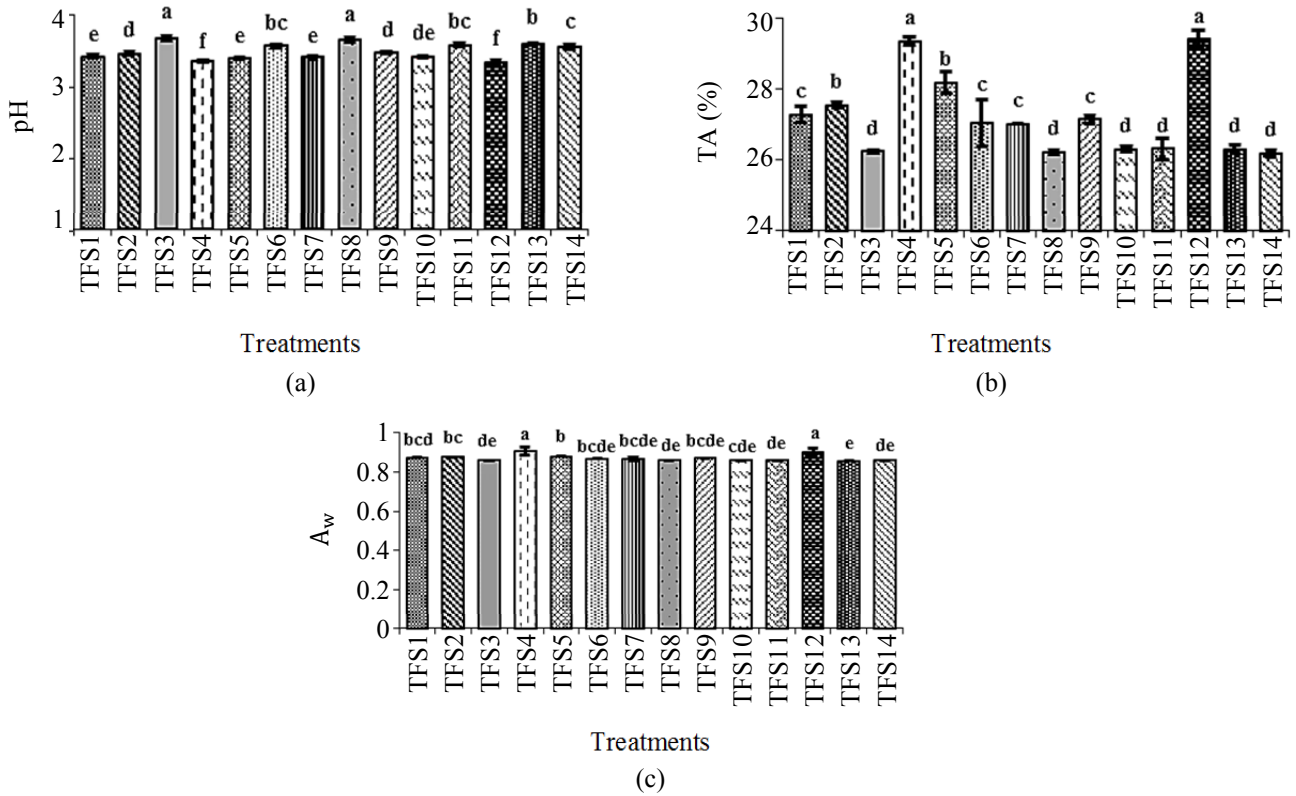 4
3
2
1
pH
e
d
a
f
e
bc
e
a
d
de
bc
f
b
c
TFS1
TFS2
TFS3
TFS4
TFS5
TFS6
TFS7
TFS8
TFS9
TFS10
TFS11
TFS12
TFS13
TFS14
Treatments
(a)
30
28
26
24
TA (%)
c
b
d
a
b
c
c
d
c
d
d
a
d
d
TFS1
TFS2
TFS3
TFS4
TFS5
TFS6
TFS7
TFS8
TFS9
TFS10
TFS11
TFS12
TFS13
TFS14
Treatments
(b)
1
0.8
0.6
0.4
0.2
0
Aw
bcd
bc
de
a
b
bcde
bcde
de
bcde
cde
de
a
e
de
TFS1
TFS2
TFS3
TFS4
TFS5
TFS6
TFS7
TFS8
TFS9
TFS10
TFS11
TFS12
TFS13
TFS14
Treatments
(c)